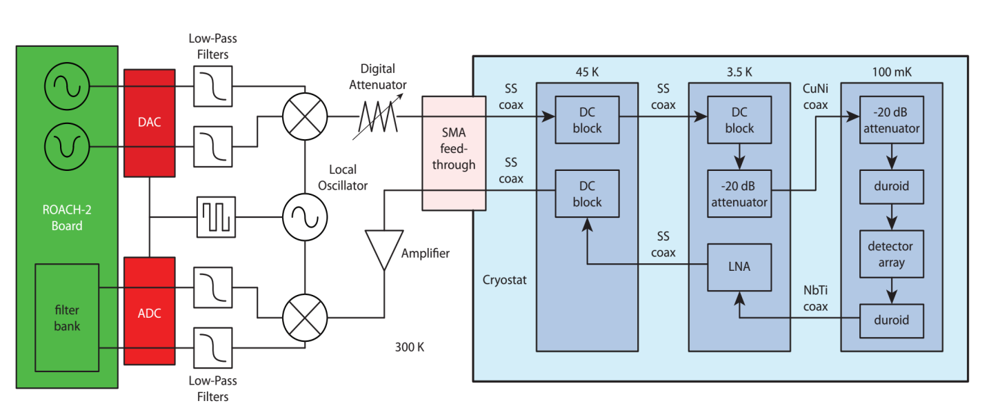 Low-Pass
Filters
Digital
Attenuator
DAC
ROACH-2
Board
filter
bank
ADC
Local
Oscillator
Amplifier
Low-Pass
Filters
300 K
SMA
feed-
through
Cryostat
SS
coax
SS
coax
45 K
DC
block
DC
block
SS
coax
SS
coax
3.5 K
DC
block
-20 dB
attenuator
LNA
CuNi
coax
NbTi
coax
100 mK
-20 dB
attenuator
duroid
detector
array
duroid